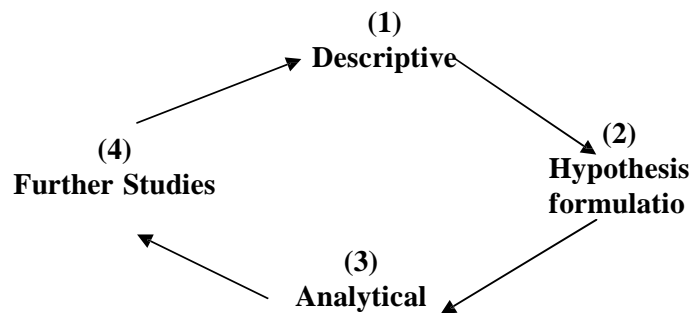 (1)
Descriptive
(2)
Hypothesis
formulatio
(3)
Analytical
(4)
Further Studies